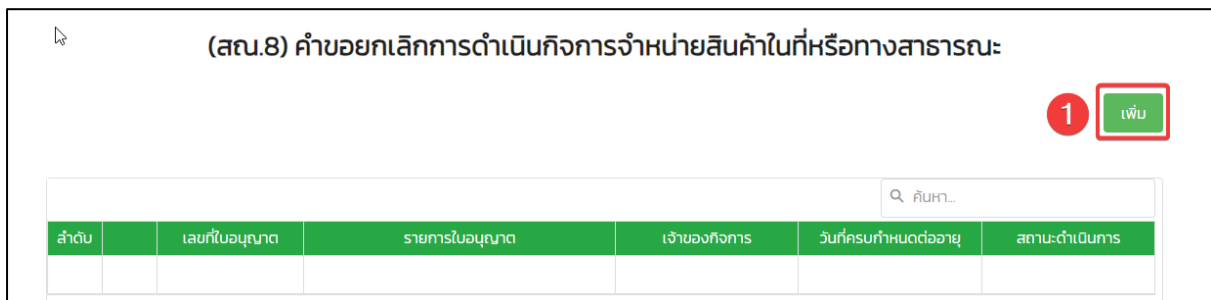 (สณ.8) คำขอยกเลิกการดำเนินกิจการจำหน่ายสินค้าในที่หรือทางสาธารณะ
1 เพิ่ม
ค้นหา...
ลำดับ เลขที่ใบอนุญาต รายการใบอนุญาต เจ้าของกิจการ วันที่ครบกำหนดต่ออายุ สถานะดำเนินการ